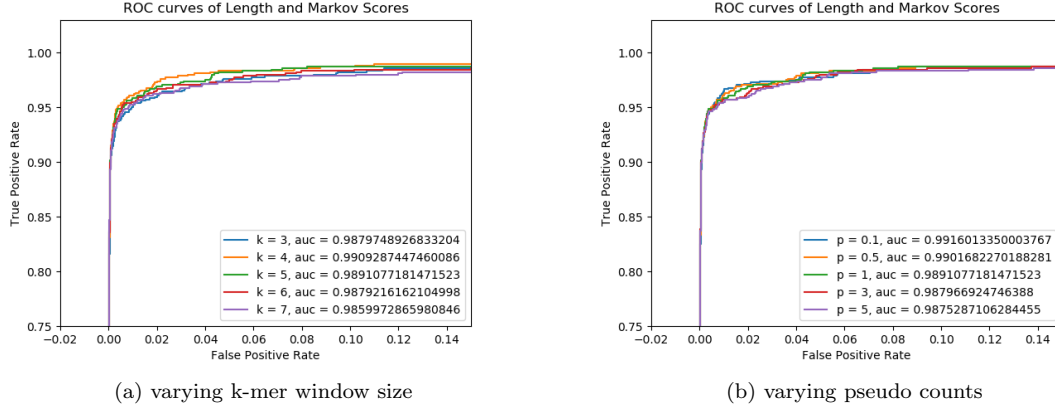 ROC curves of Length and Markov Scores
True Positive Rate
1.00
0.95
0.90
0.85
0.80
0.75
k = 3, auc = 0.9879748926833204
k = 4, auc = 0.9909287447460086
k = 5, auc = 0.9891077181471523
k = 6, auc = 0.9879216162104998
k = 7, auc = 0.9859972865980846
−0.02 0.00 0.02 0.04 0.06 0.08 0.10 0.12 0.14
False Positive Rate
(a) varying k-mer window size
ROC curves of Length and Markov Scores
True Positive Rate
1.00
0.95
0.90
0.85
0.80
0.75
p = 0.1, auc = 0.9916013350003767
p = 0.5, auc = 0.9901682270188281
p = 1, auc = 0.9891077181471523
p = 3, auc = 0.987966924746388
p = 5, auc = 0.9875287106284455
−0.02 0.00 0.02 0.04 0.06 0.08 0.10 0.12 0.14
False Positive Rate
(b) varying pseudo counts